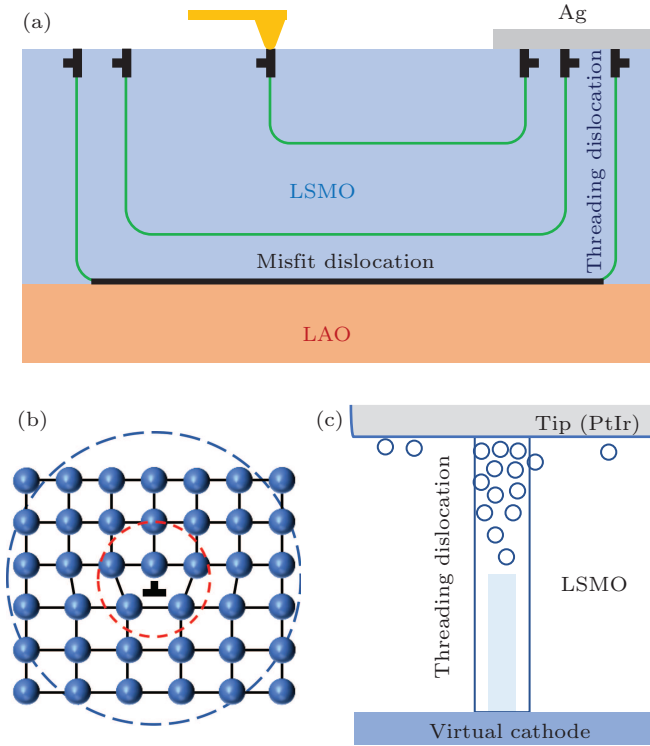 (a)
Ag
Threading dislocation
LSMO
Misfit dislocation
LAO
(b)
(c)
Tip (PtIr)
Threading dislocation
LSMO
Virtual cathode